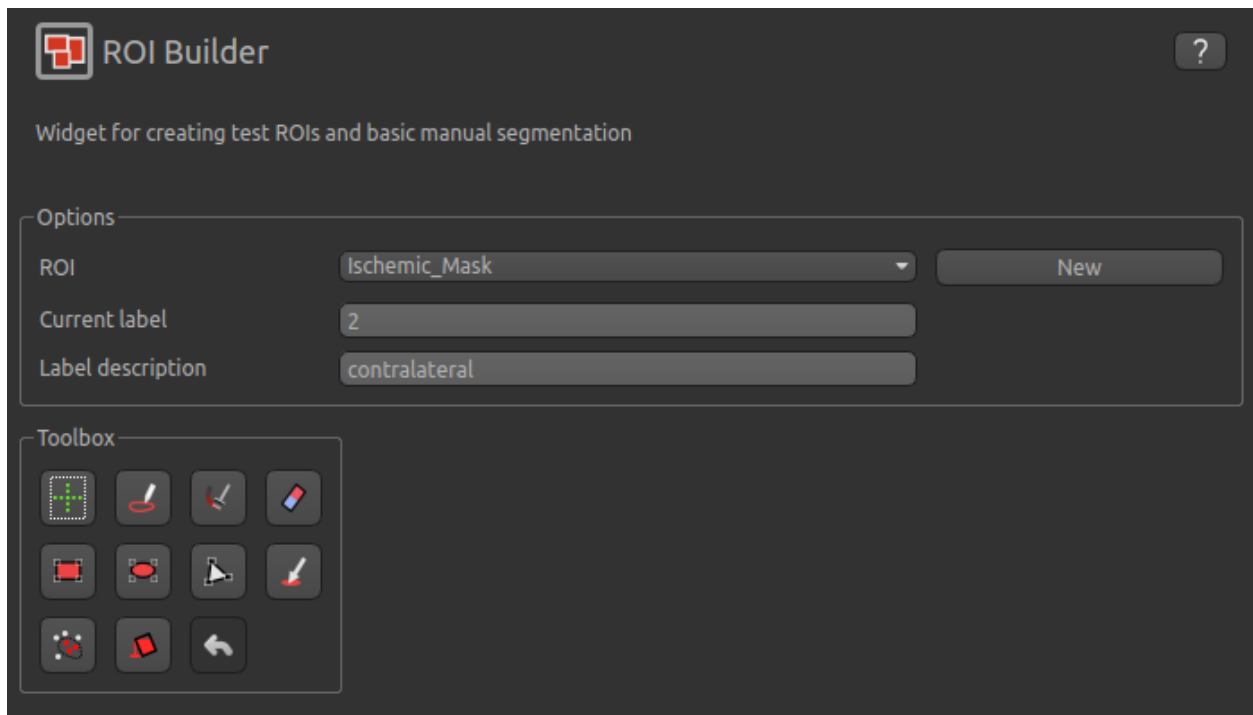 ROI Builder
?
Widget for creating test ROIs and basic manual segmentation
Options
ROI
Ischemic_Mask
New
Current label
2
Label description
contralateral
Toolbox